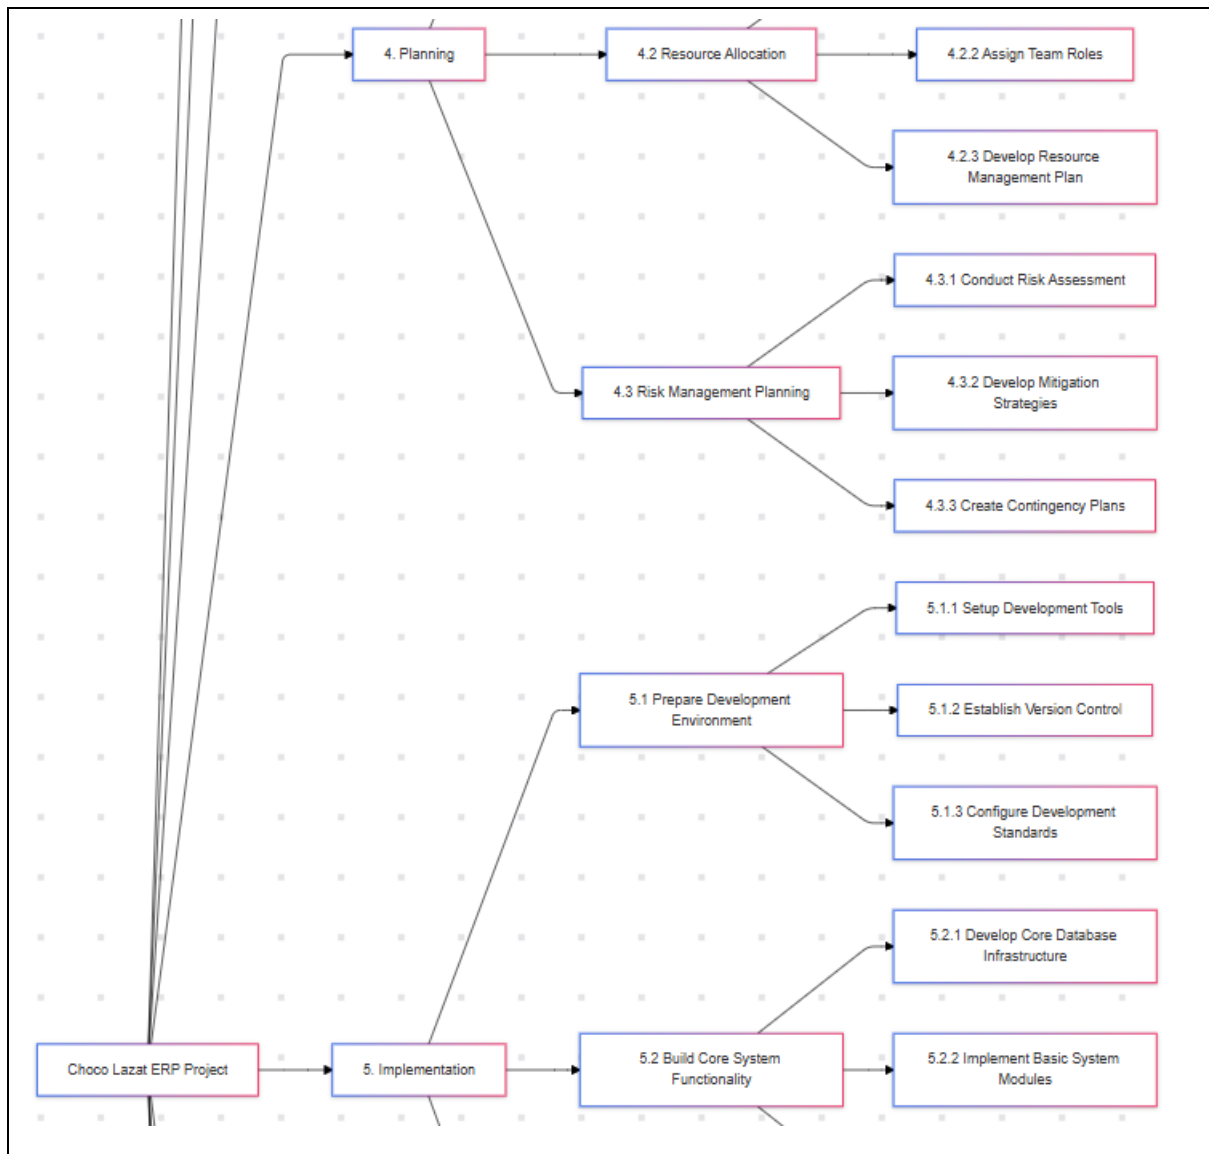 4. Planning
4.2 Resource Allocation
4.2.2 Assign Team Roles
4.2.3 Develop Resource
Management Plan
4.3.1 Conduct Risk Assessment
4.3 Risk Management Planning
4.3.2 Develop Mitigation
Strategies
4.3.3 Create Contingency Plans
5.1.1 Setup Development Tools
5.1 Prepare Development
Environment
5.1.2 Establish Version Control
5.1.3 Configure Development
Standards
5.2.1 Develop Core Database
Infrastructure
Choco Lazat ERP Project
5. Implementation
5.2 Build Core System
Functionality
5.2.2 Implement Basic System
Modules